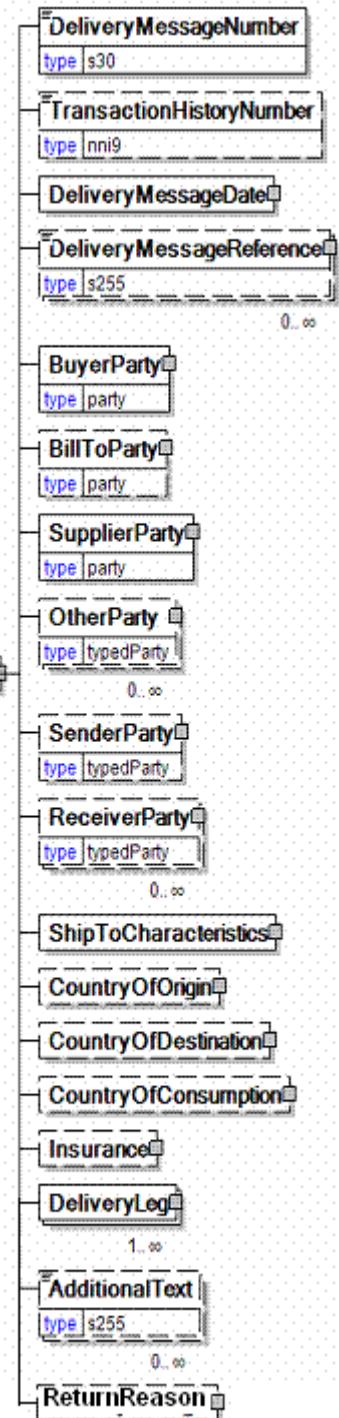 DeliveryMessageNumber
type s30
TransactionHistoryNumber
type nni9
DeliveryMessageDate
DeliveryMessageReference
type s255
0..∞
BuyerParty
type party
BillToParty
type party
SupplierParty
type party
OtherParty
type typedParty
0..∞
SenderParty
type typedParty
ReceiverParty
type typedParty
0..∞
ShipToCharacteristics
CountryOfOrigin
CountryOfDestination
CountryOfConsumption
Insurance
DeliveryLeg
1..∞
AdditionalText
type s255
0..∞
ReturnReason